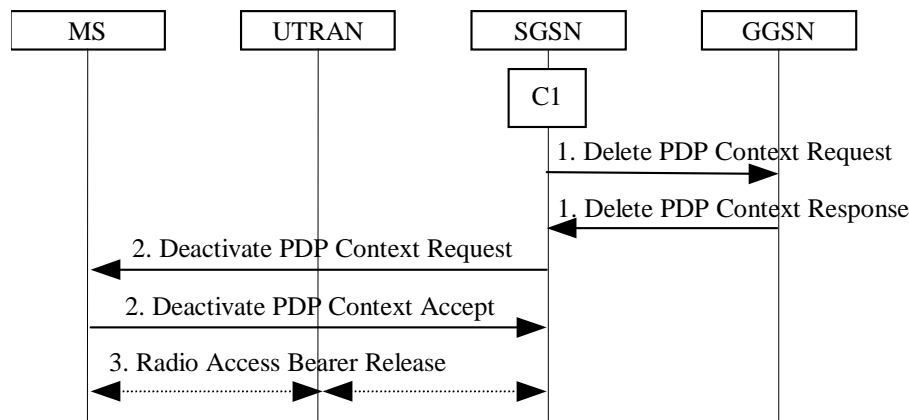 MS
UTRAN
SGSN
GGSN
C1
1. Delete PDP Context Request
1. Delete PDP Context Response
2. Deactivate PDP Context Request
2. Deactivate PDP Context Accept
3. Radio Access Bearer Release